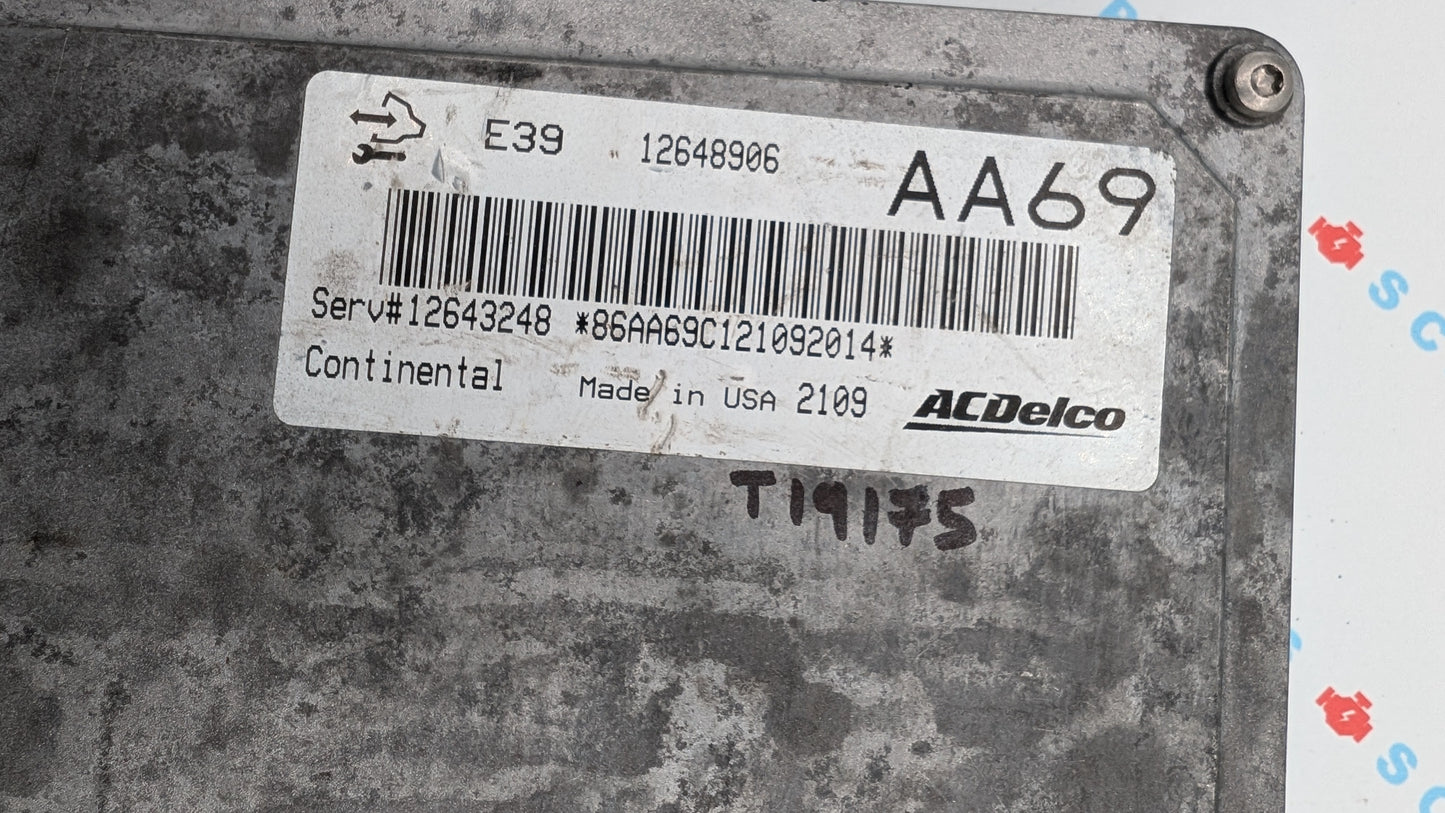 E39 12648906 AA69
Serv#12643248 *86AA69C121092014*
Continental Made in USA 2109 ACDelco
T19175
S C
S C